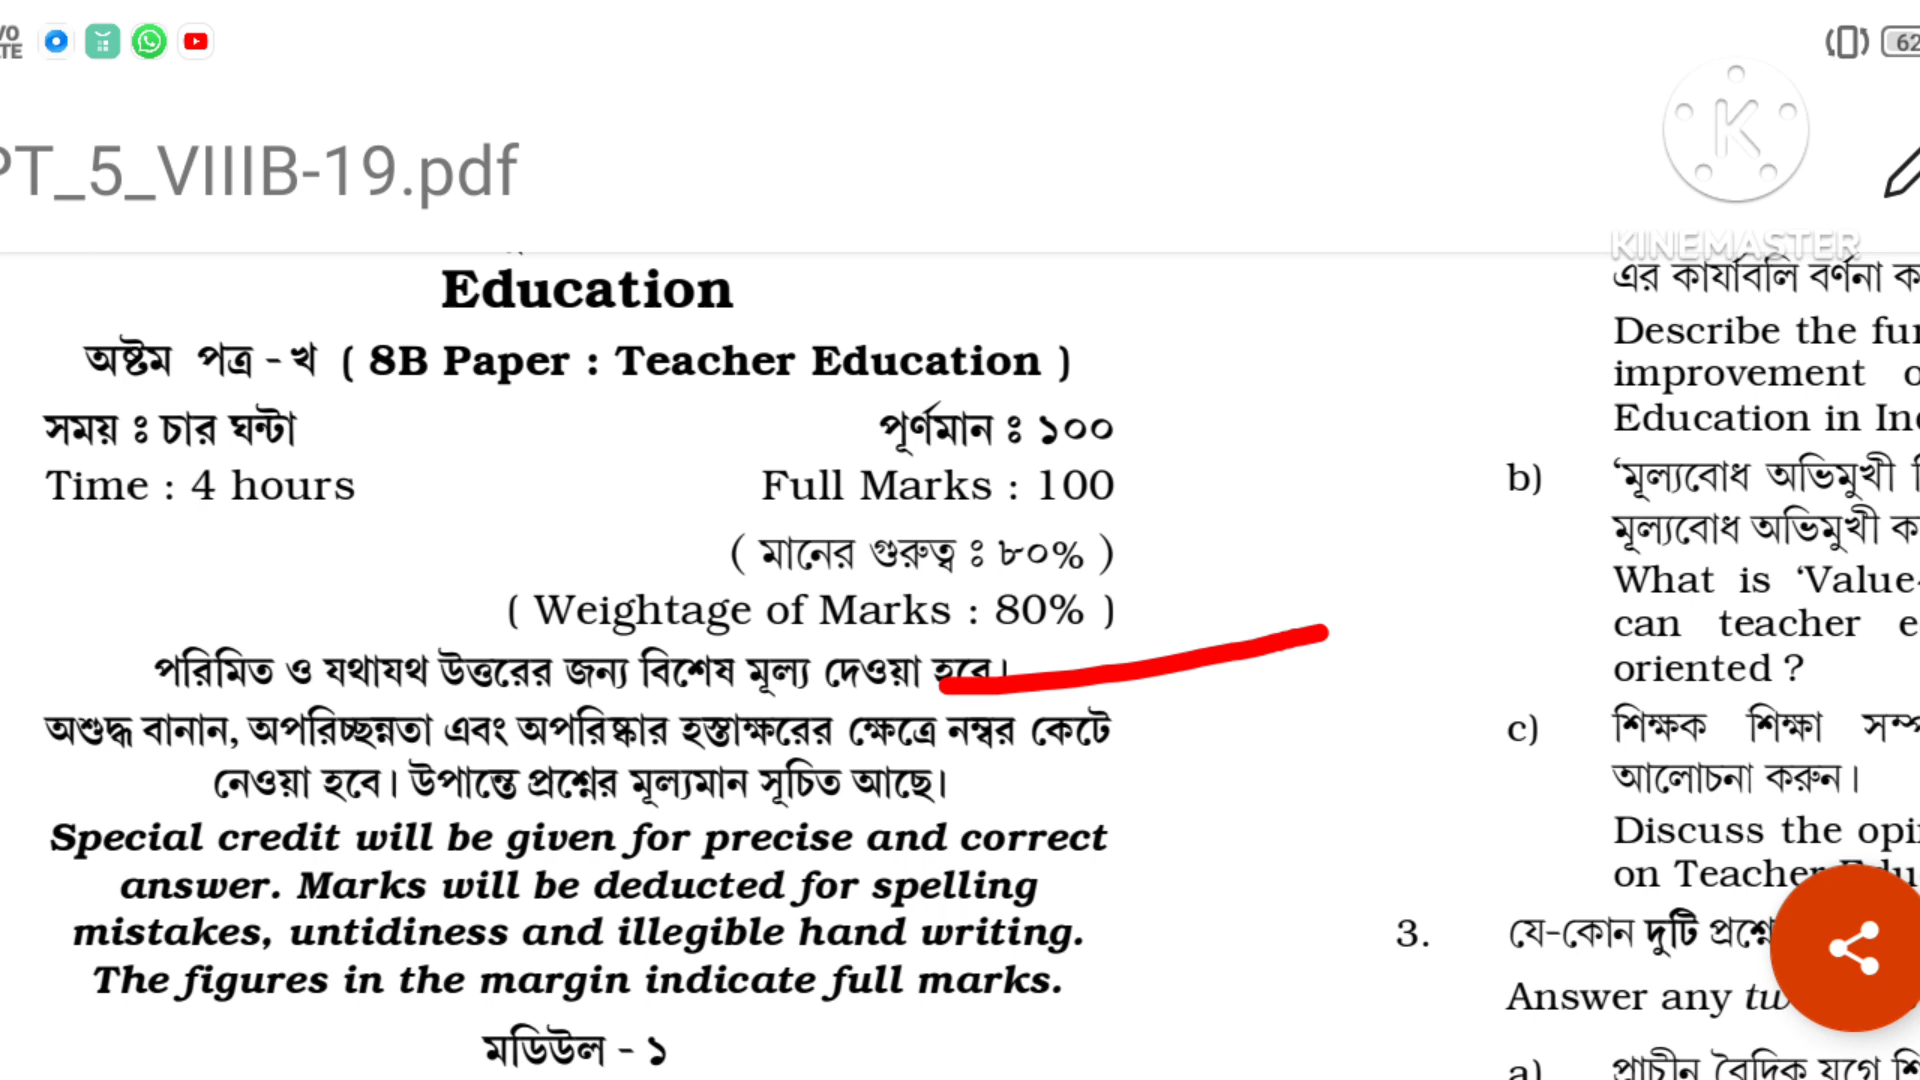 62
PT_5_VIIIB-19.pdf
KINEMASTER
Education
অষ্টম পত্র - খ ( 8B Paper : Teacher Education )
সময় ঃ চার ঘন্টা
পূর্ণমান ঃ ১০০
Time : 4 hours
Full Marks : 100
( মানের গুরুত্ব ঃ ৮০% )
( Weightage of Marks : 80% )
পরিমিত ও যথাযথ উত্তরের জন্য বিশেষ মূল্য দেওয়া হবে।
অশুদ্ধ বানান, অপরিচ্ছন্নতা এবং অপরিষ্কার হস্তাক্ষরের ক্ষেত্রে নম্বর কেটে
নেওয়া হবে। উপান্তে প্রশ্নের মূল্যমান সূচিত আছে।
Special credit will be given for precise and correct
answer. Marks will be deducted for spelling
mistakes, untidiness and illegible hand writing.
The figures in the margin indicate full marks.
মডিউল - ১
এর কার্যাবলি বর্ণনা
Describe the
improvement
Education in
b) ‘মূল্যবোধ অভিমুখী
মূল্যবোধ অভিমুখী
What is ‘Value-
can teacher
oriented ?
c) শিক্ষক শিক্ষা
আলোচনা করুন।
Discuss the
on Teacher
3. যে-কোন দুটি
Answer any
a) প্রাচীন বৈদিক যুগে